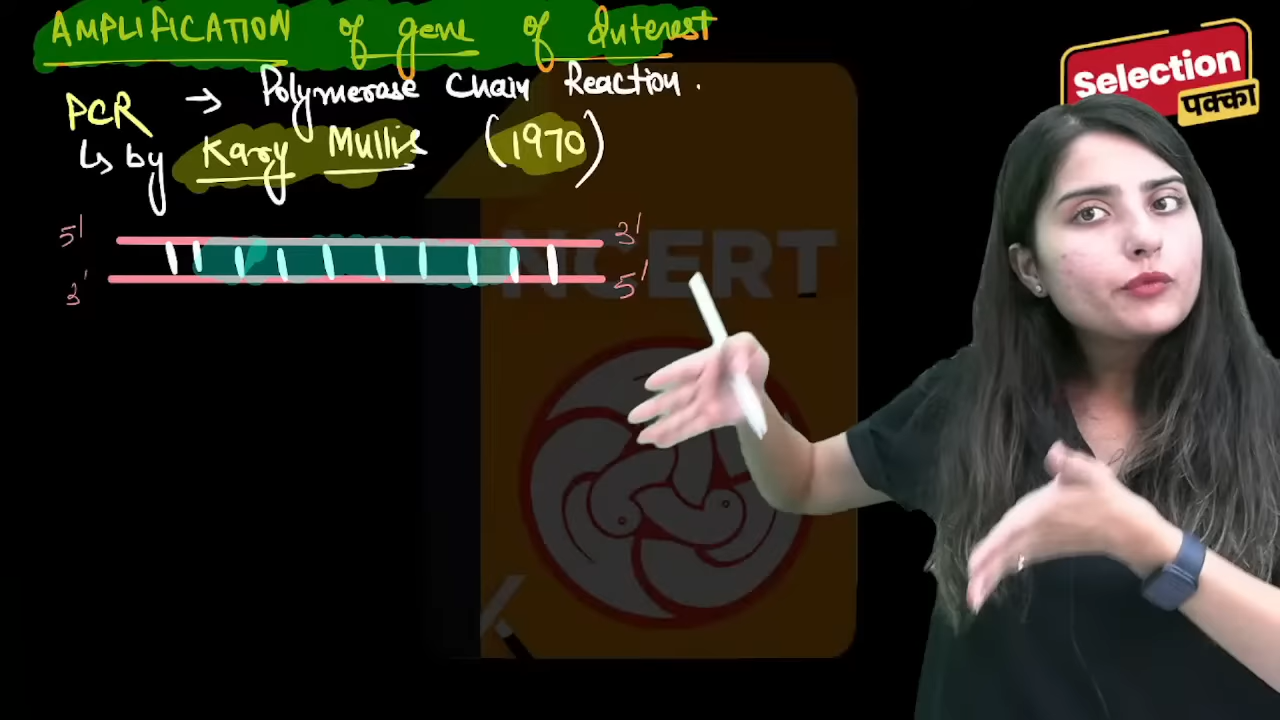 AMPLIFICATION of gene of Interest
PCR → Polymerase Chain Reaction.
↳ by Kary Mullis (1970)
5' 3'
3' 5'
NCERT
Selection
पक्का